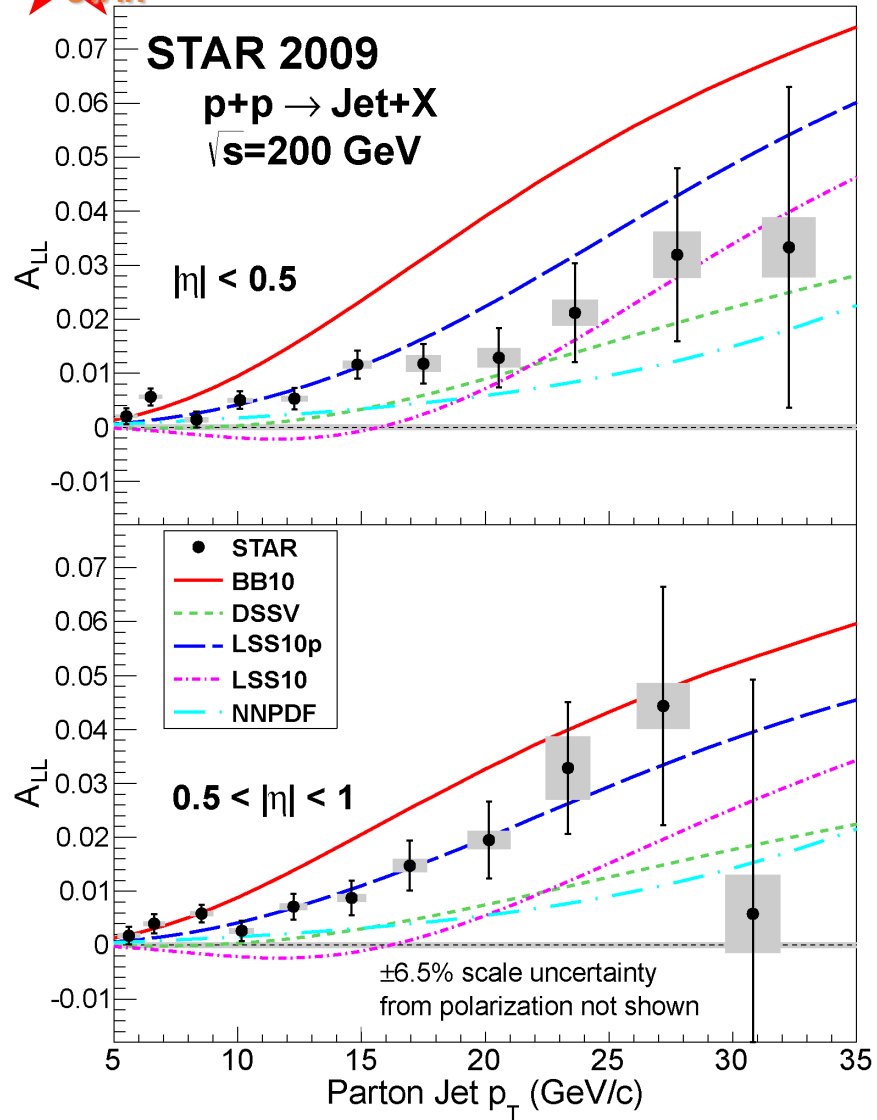 STAR 2009
p+p → Jet+X
√s=200 GeV
|η| < 0.5
A_LL
0.07
0.06
0.05
0.04
0.03
0.02
0.01
0
-0.01
STAR
BB10
DSSV
LSS10p
LSS10
NNPDF
0.5 < |η| < 1
A_LL
0.07
0.06
0.05
0.04
0.03
0.02
0.01
0
-0.01
±6.5% scale uncertainty
from polarization not shown
5 10 15 20 25 30 35
Parton Jet p_T (GeV/c)